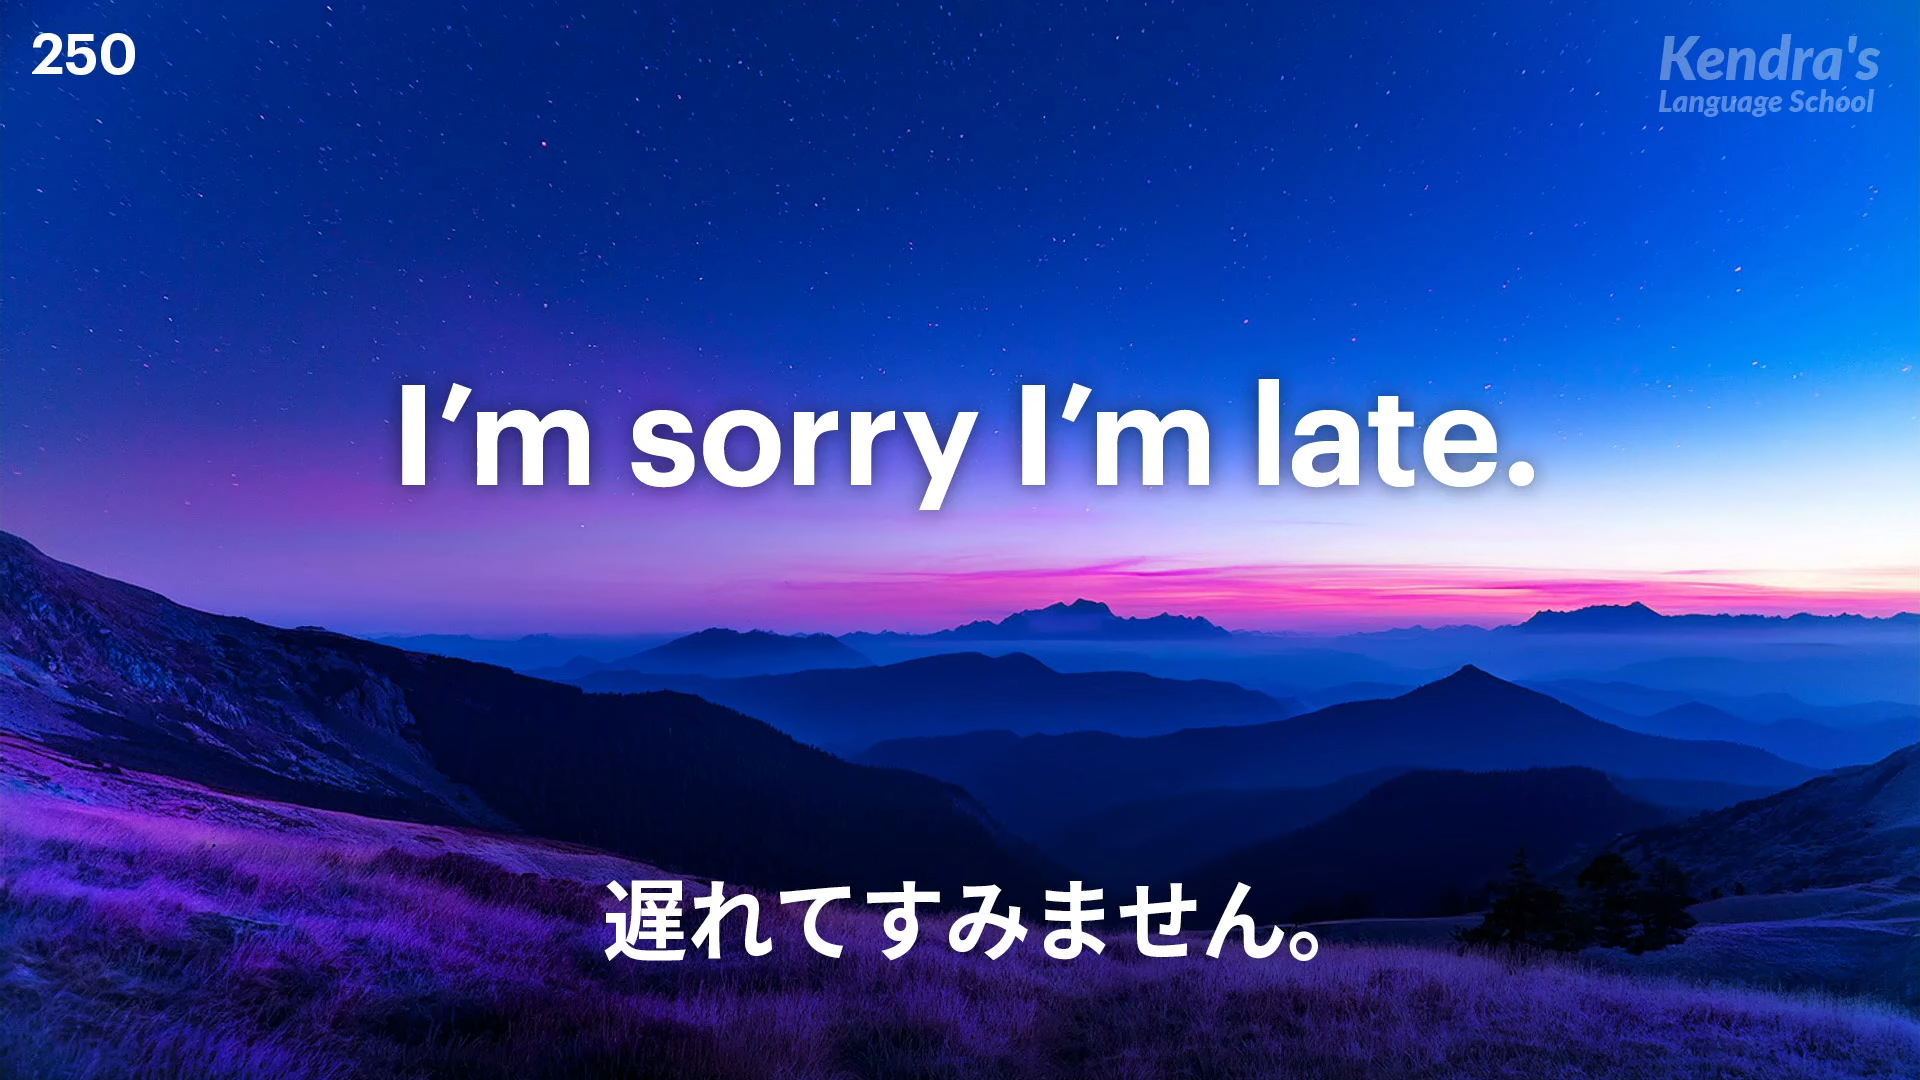 250
Kendra's
Language School
I’m sorry I’m late.
遅れてすみません。